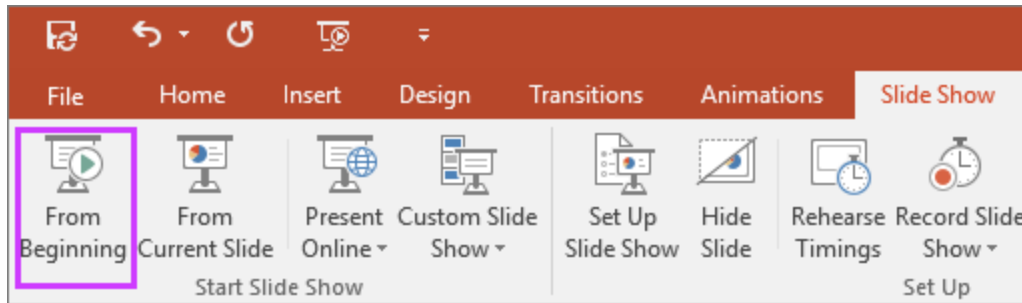 File Home Insert Design Transitions Animations Slide Show
From From Present Custom Slide Set Up Hide Rehearse Record Slide
Beginning Current Slide Online Show Slide Show Slide Timings Show
Start Slide Show Set Up